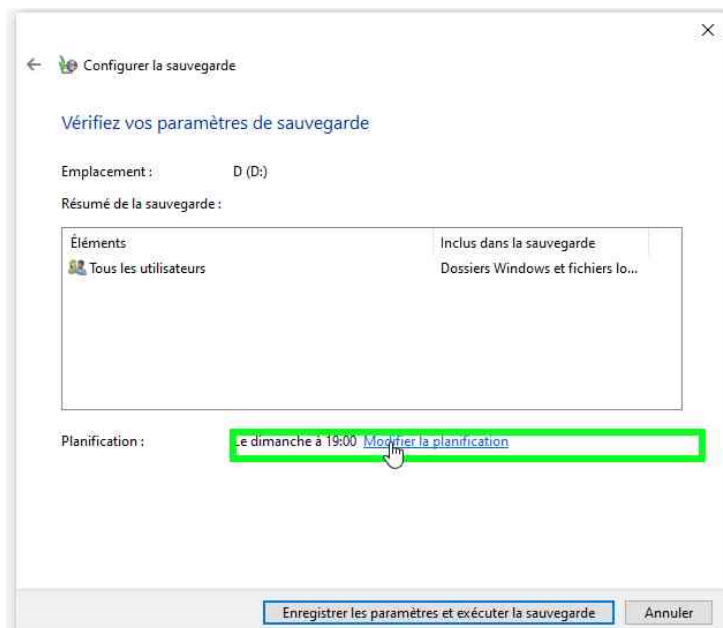 Configurer la sauvegarde
Vérifiez vos paramètres de sauvegarde
Emplacement : D (D:)
Résumé de la sauvegarde :
Éléments Inclus dans la sauvegarde
Tous les utilisateurs Dossiers Windows et fichiers lo...
Planification : Le dimanche à 19:00 Modifier la planification
Enregistrer les paramètres et exécuter la sauvegarde Annuler